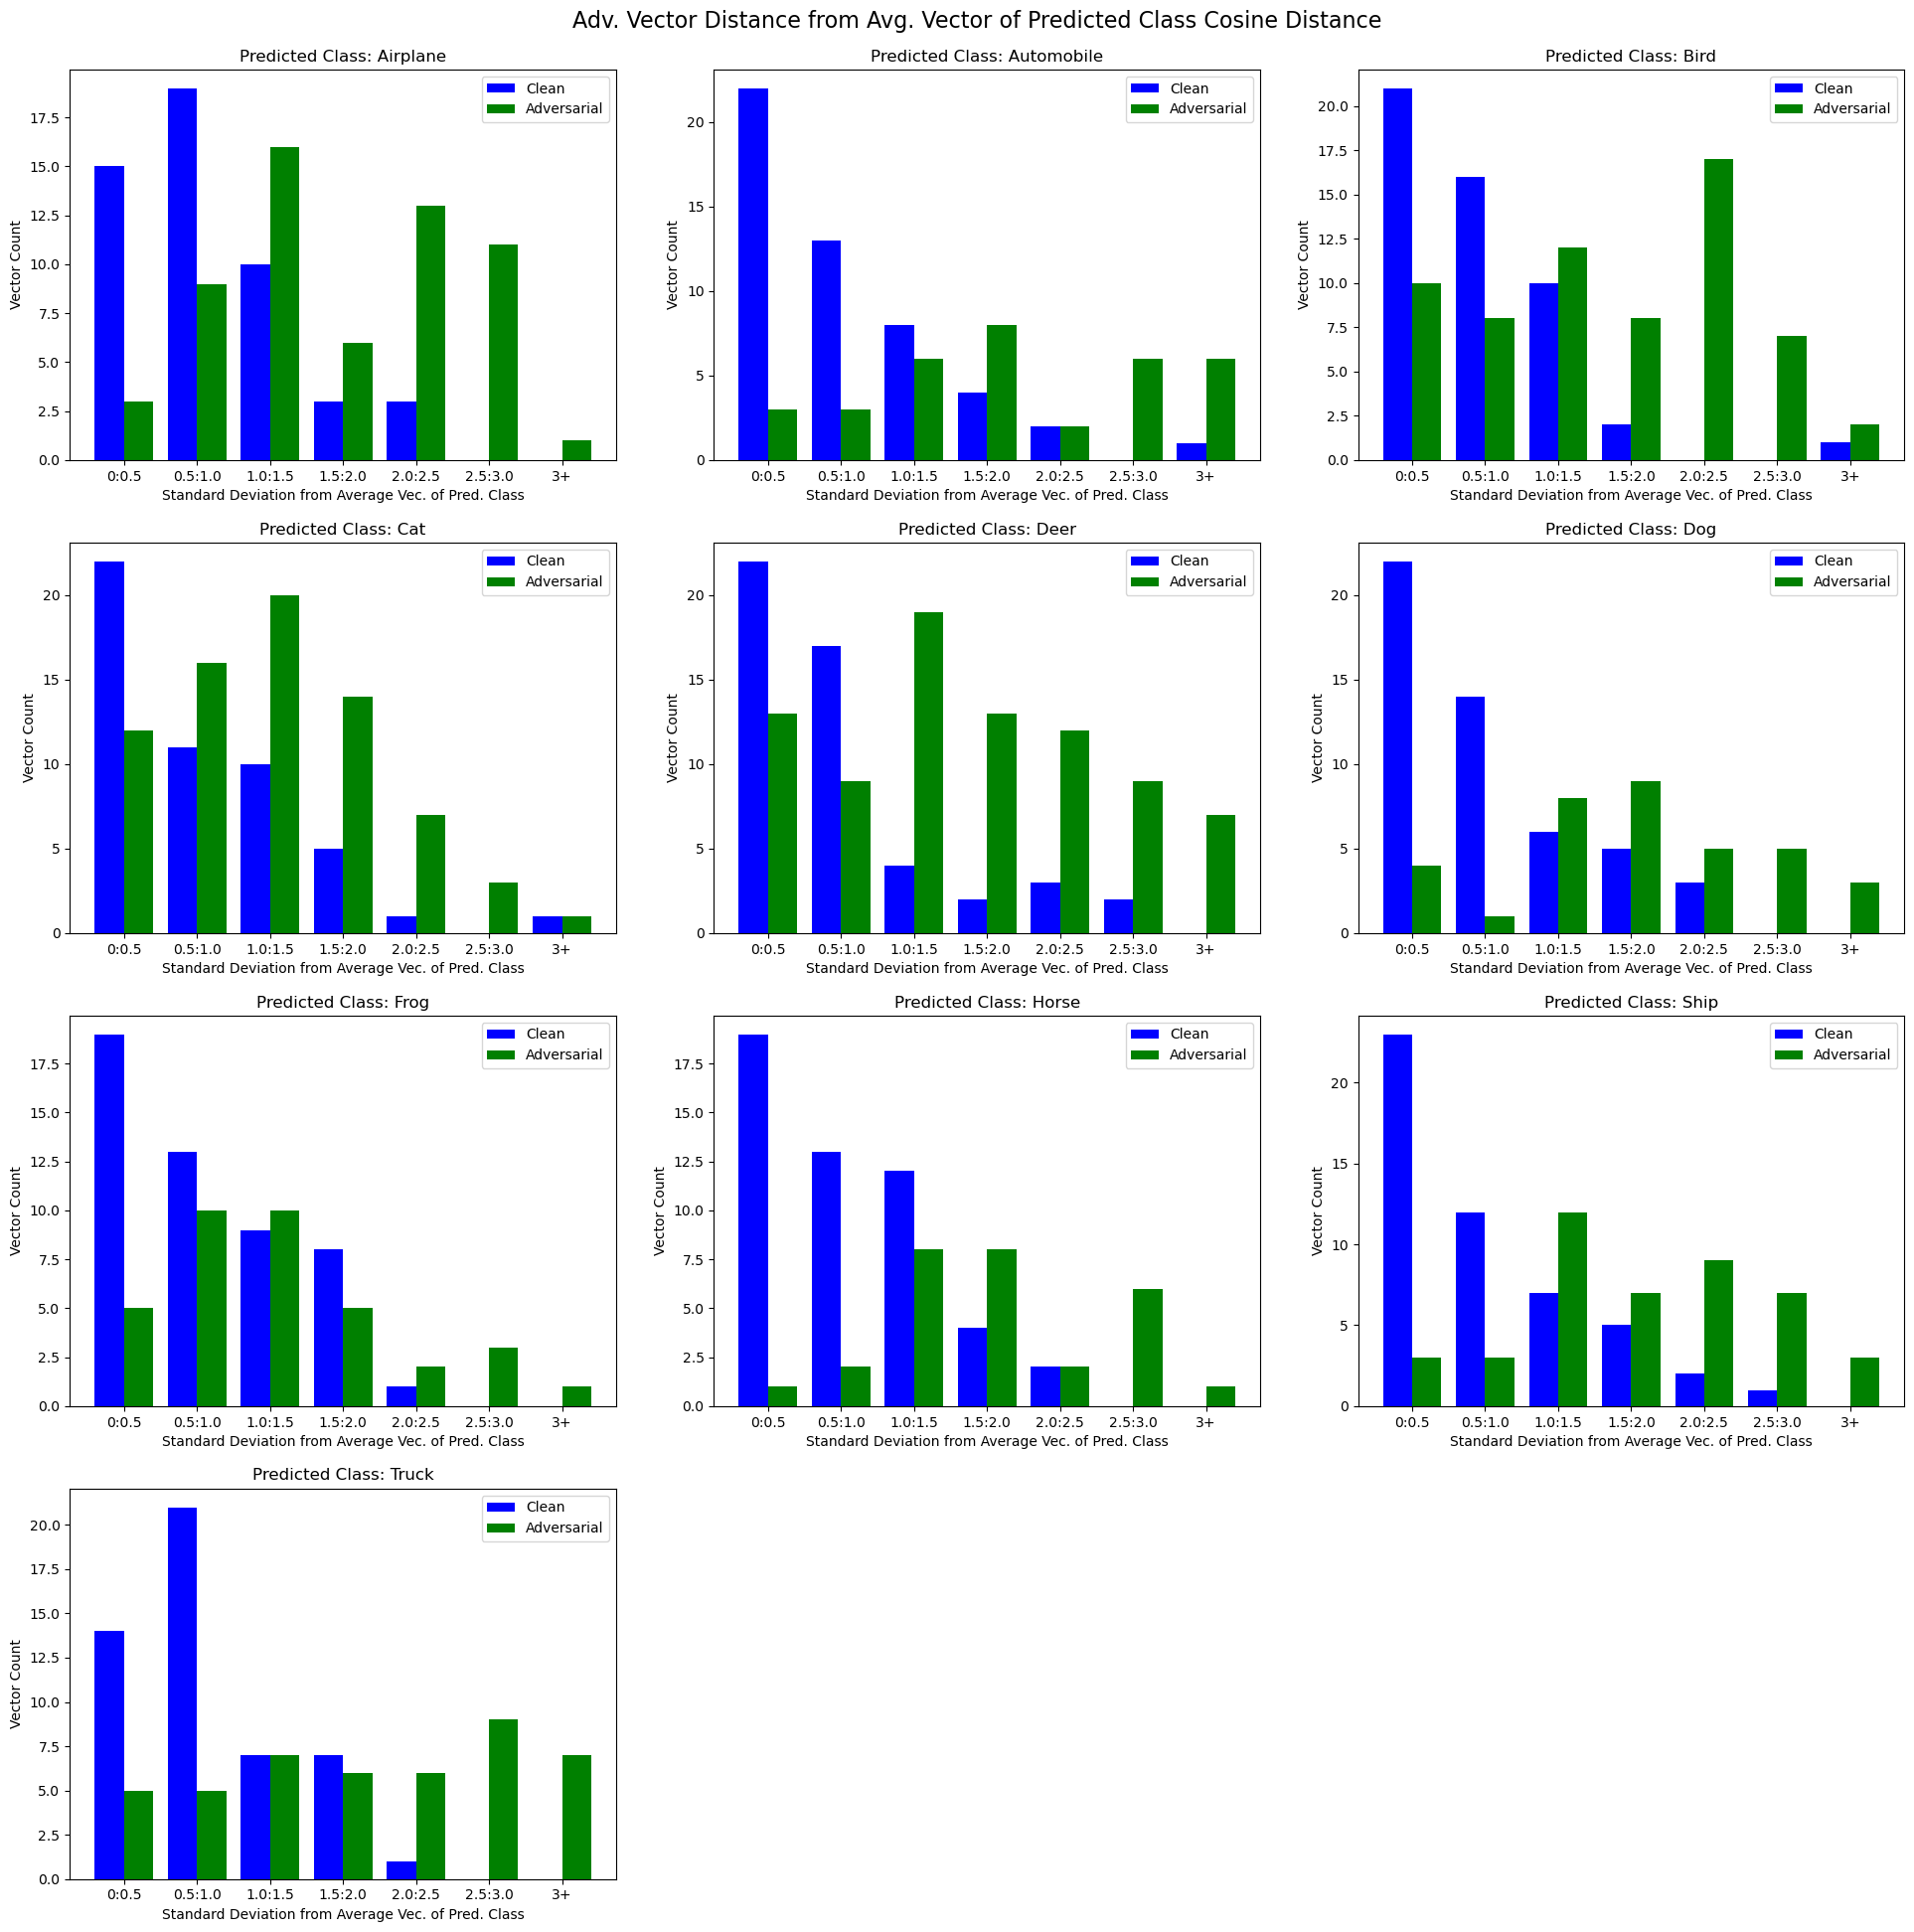 Adv. Vector Distance from Avg. Vector of Predicted Class Cosine Distance
Predicted Class: Airplane
Clean
Adversarial
17.5
15.0
12.5
10.0
7.5
5.0
2.5
0.0
Vector Count
0:0.5 0.5:1.0 1.0:1.5 1.5:2.0 2.0:2.5 2.5:3.0 3+
Standard Deviation from Average Vec. of Pred. Class
Predicted Class: Automobile
Clean
Adversarial
20
15
10
5
0
Vector Count
0:0.5 0.5:1.0 1.0:1.5 1.5:2.0 2.0:2.5 2.5:3.0 3+
Standard Deviation from Average Vec. of Pred. Class
Predicted Class: Bird
Clean
Adversarial
20.0
17.5
15.0
12.5
10.0
7.5
5.0
2.5
0.0
Vector Count
0:0.5 0.5:1.0 1.0:1.5 1.5:2.0 2.0:2.5 2.5:3.0 3+
Standard Deviation from Average Vec. of Pred. Class
Predicted Class: Cat
Clean
Adversarial
20
15
10
5
0
Vector Count
0:0.5 0.5:1.0 1.0:1.5 1.5:2.0 2.0:2.5 2.5:3.0 3+
Standard Deviation from Average Vec. of Pred. Class
Predicted Class: Deer
Clean
Adversarial
20
15
10
5
0
Vector Count
0:0.5 0.5:1.0 1.0:1.5 1.5:2.0 2.0:2.5 2.5:3.0 3+
Standard Deviation from Average Vec. of Pred. Class
Predicted Class: Dog
Clean
Adversarial
20
15
10
5
0
Vector Count
0:0.5 0.5:1.0 1.0:1.5 1.5:2.0 2.0:2.5 2.5:3.0 3+
Standard Deviation from Average Vec. of Pred. Class
Predicted Class: Frog
Clean
Adversarial
17.5
15.0
12.5
10.0
7.5
5.0
2.5
0.0
Vector Count
0:0.5 0.5:1.0 1.0:1.5 1.5:2.0 2.0:2.5 2.5:3.0 3+
Standard Deviation from Average Vec. of Pred. Class
Predicted Class: Horse
Clean
Adversarial
17.5
15.0
12.5
10.0
7.5
5.0
2.5
0.0
Vector Count
0:0.5 0.5:1.0 1.0:1.5 1.5:2.0 2.0:2.5 2.5:3.0 3+
Standard Deviation from Average Vec. of Pred. Class
Predicted Class: Ship
Clean
Adversarial
20
15
10
5
0
Vector Count
0:0.5 0.5:1.0 1.0:1.5 1.5:2.0 2.0:2.5 2.5:3.0 3+
Standard Deviation from Average Vec. of Pred. Class
Predicted Class: Truck
Clean
Adversarial
20.0
17.5
15.0
12.5
10.0
7.5
5.0
2.5
0.0
Vector Count
0:0.5 0.5:1.0 1.0:1.5 1.5:2.0 2.0:2.5 2.5:3.0 3+
Standard Deviation from Average Vec. of Pred. Class